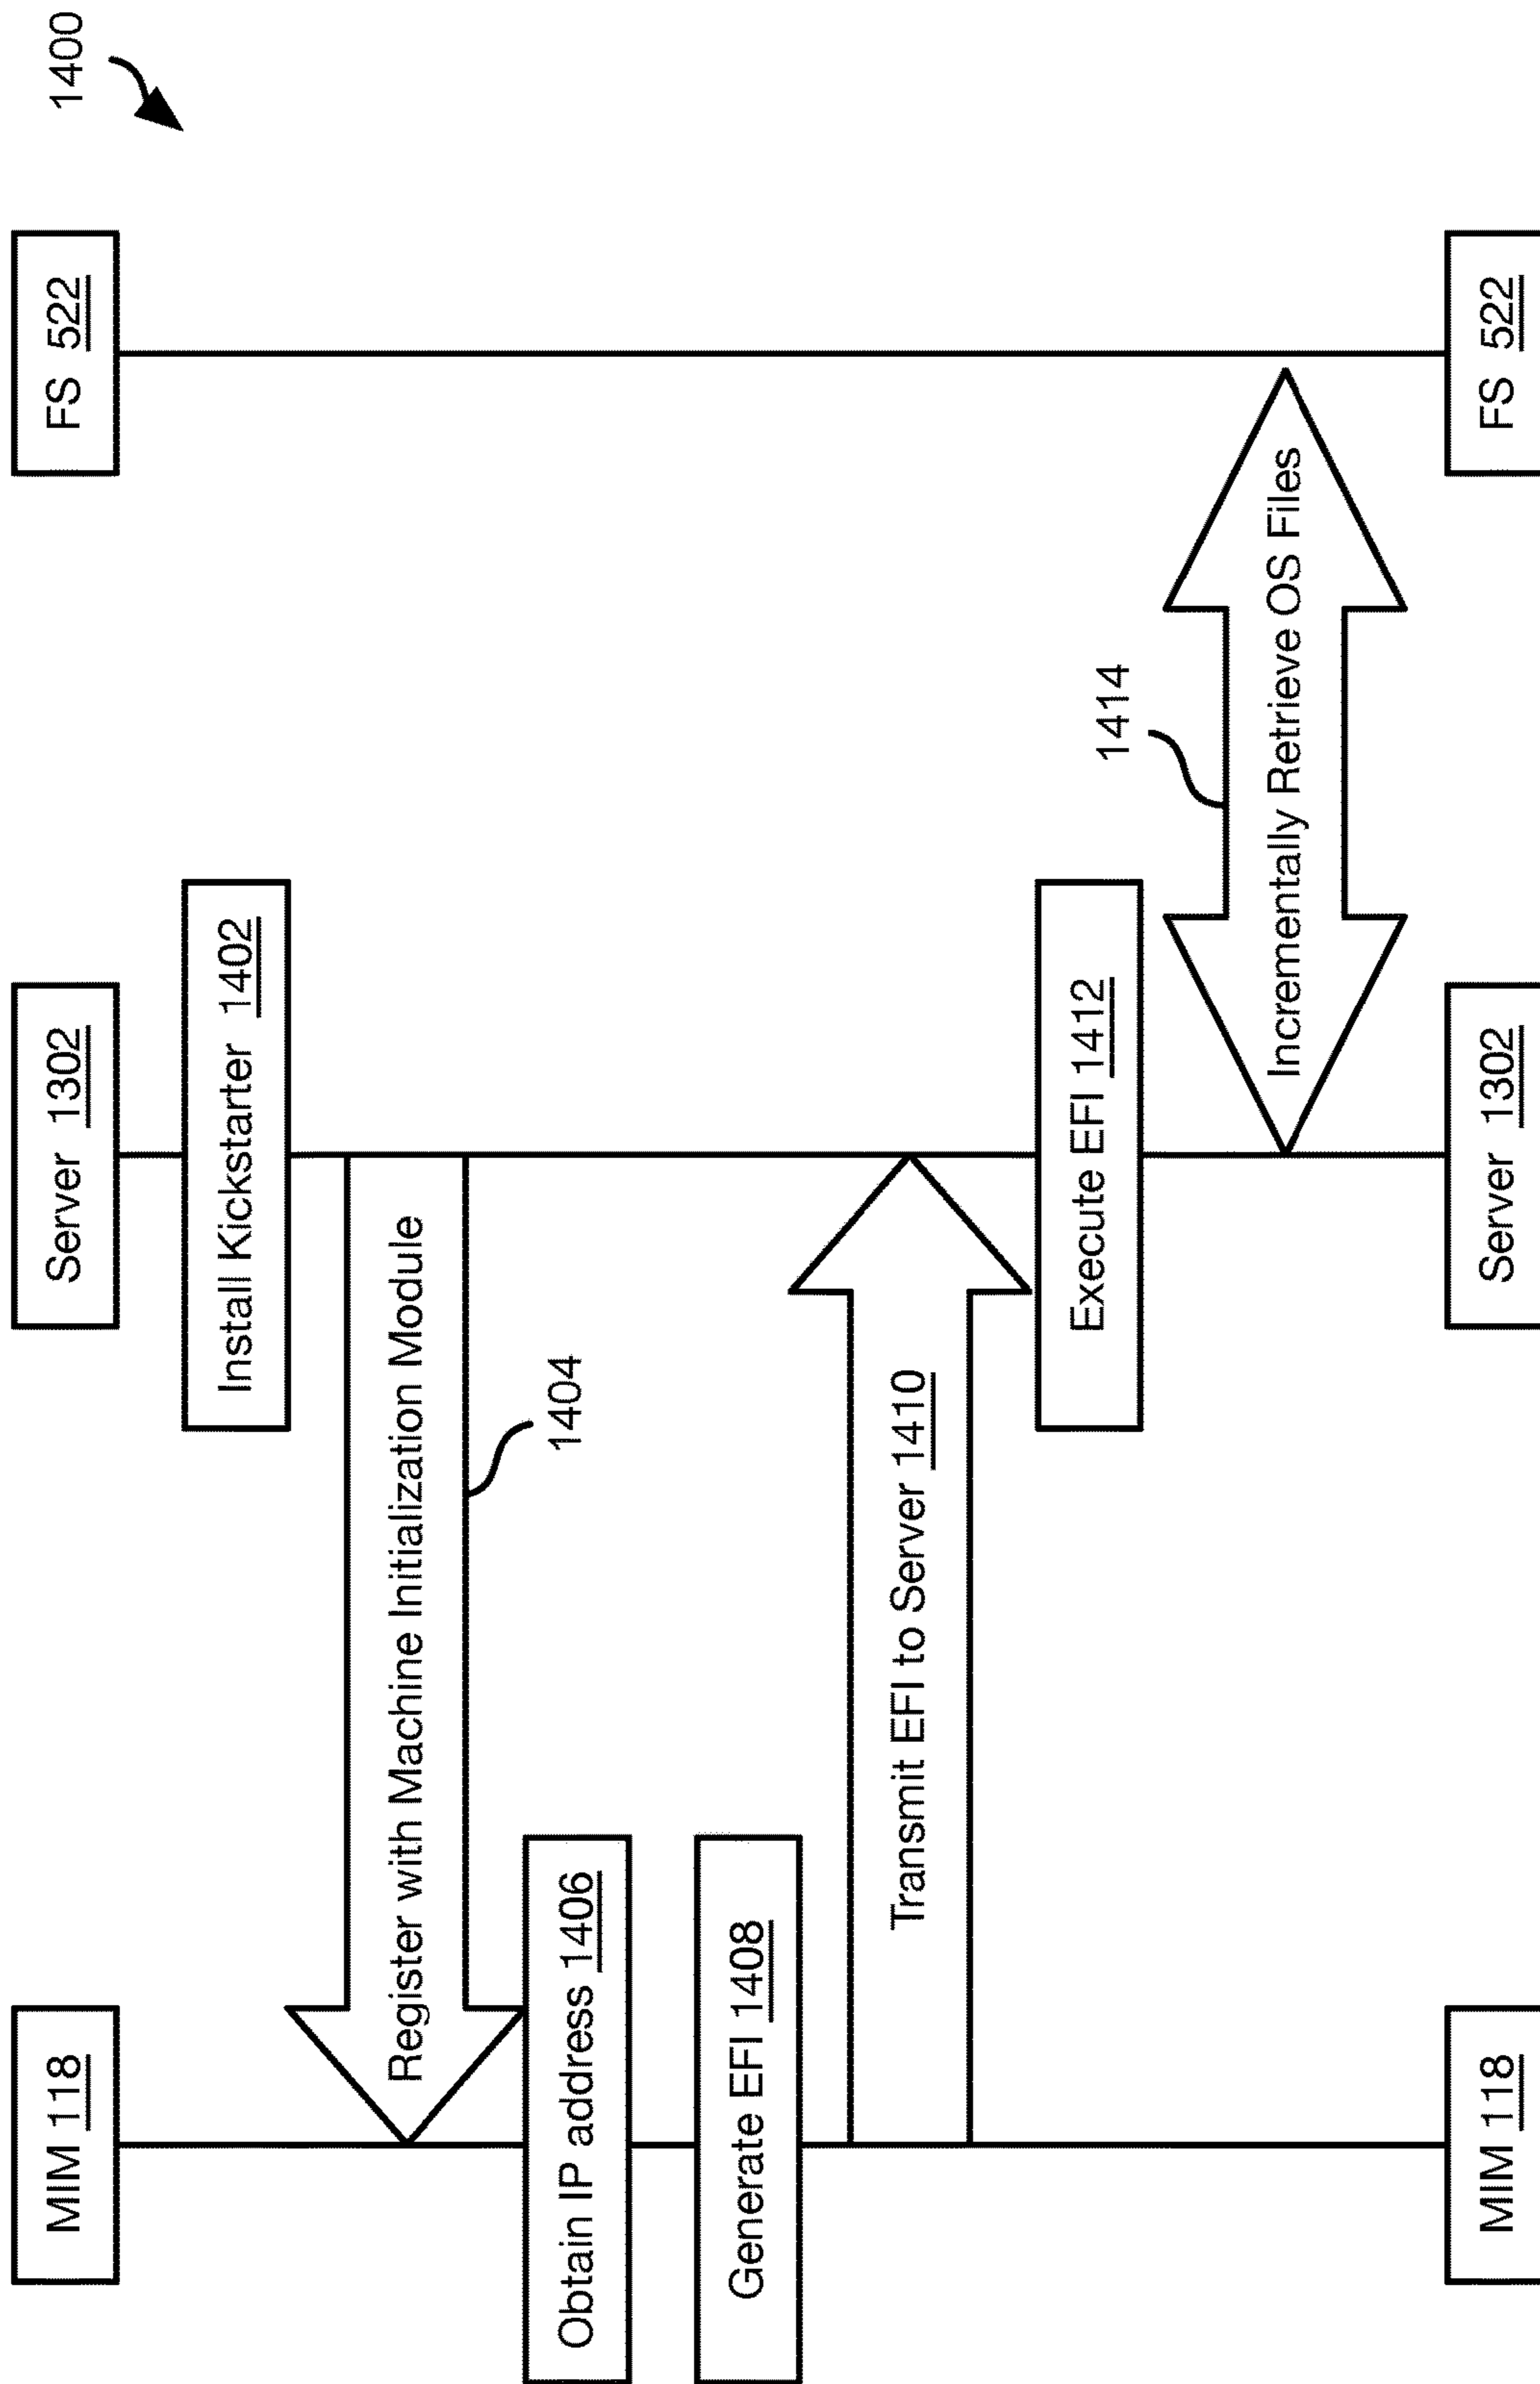 1400
MIM 118
Server 1302
FS 522
Install Kickstarter 1402
Register with Machine Initialization Module
1404
Obtain IP address 1406
Generate EFI 1408
Transmit EFI to Server 1410
Execute EFI 1412
1414
Incrementally Retrieve OS Files
MIM 118
Server 1302
FS 522